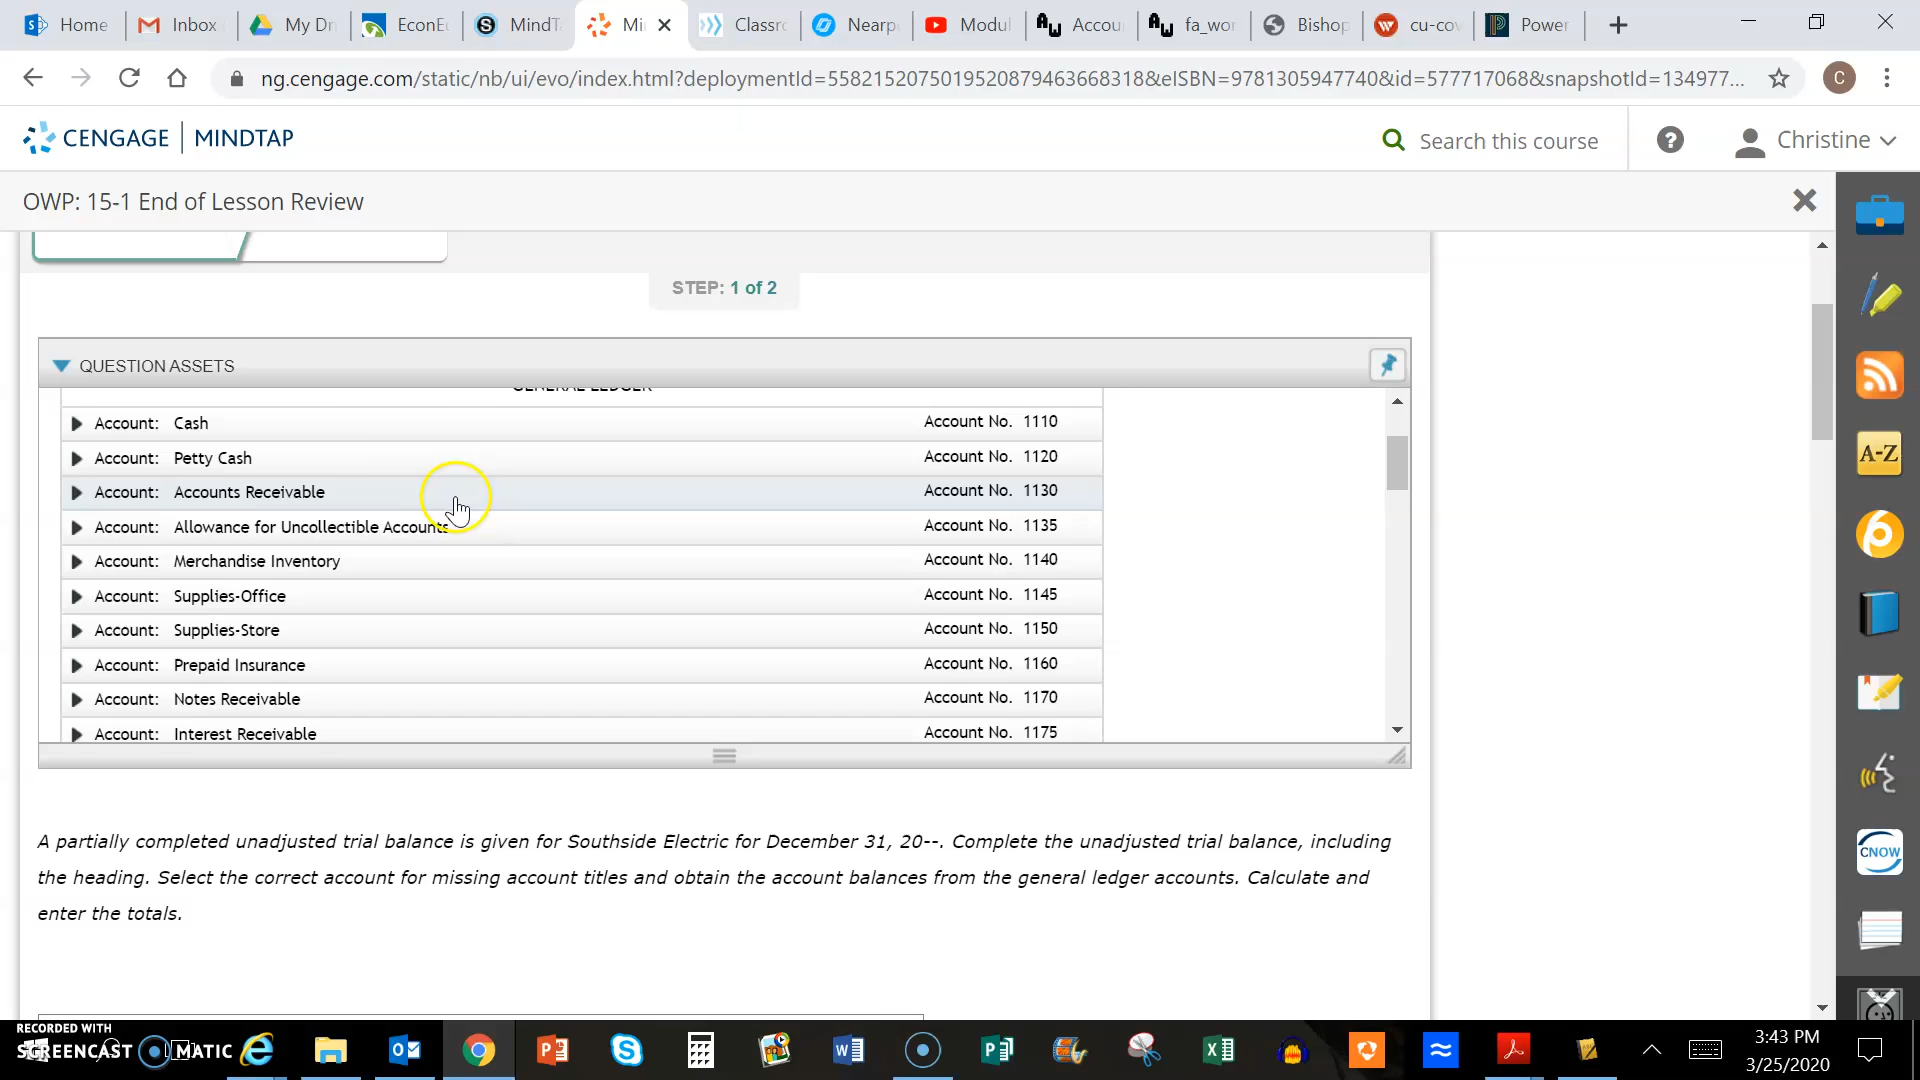 Home
Inbox
My Dr
EconE
MindT
Mi
Classro
Nearp
Modul
Accou
fa_wor
Bishop
cu-cov
Power
ng.cengage.com/static/nb/ui/evo/index.html?deploymentId=5582152075019520879463668318&eISBN=9781305947740&id=577717068&snapshotId=134977...
C
CENGAGE | MINDTAP
Search this course
Christine
OWP: 15-1 End of Lesson Review
STEP: 1 of 2
QUESTION ASSETS
GENERAL LEDGER
Account: Cash Account No. 1110
Account: Petty Cash Account No. 1120
Account: Accounts Receivable Account No. 1130
Account: Allowance for Uncollectible Accounts Account No. 1135
Account: Merchandise Inventory Account No. 1140
Account: Supplies-Office Account No. 1145
Account: Supplies-Store Account No. 1150
Account: Prepaid Insurance Account No. 1160
Account: Notes Receivable Account No. 1170
Account: Interest Receivable Account No. 1175
A partially completed unadjusted trial balance is given for Southside Electric for December 31, 20--. Complete the unadjusted trial balance, including
the heading. Select the correct account for missing account titles and obtain the account balances from the general ledger accounts. Calculate and
enter the totals.
A-Z
CNOW
RECORDED WITH
SCREENCAST MATIC
3:43 PM
3/25/2020